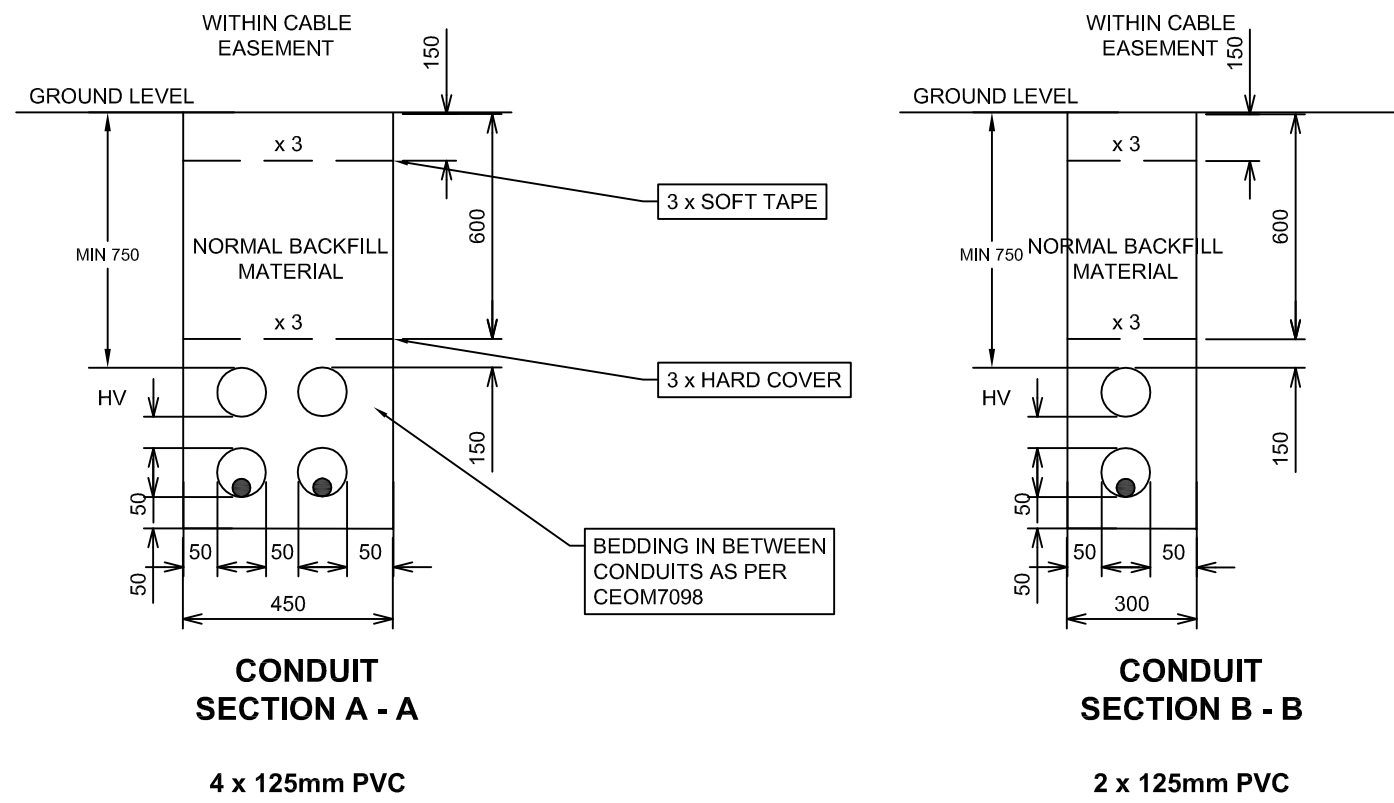 WITHIN CABLE
EASEMENT
150
GROUND LEVEL
x 3
3 x SOFT TAPE
600
MIN 750
NORMAL BACKFILL
MATERIAL
x 3
3 x HARD COVER
HV
150
50
50
50
50
50
BEDDING IN BETWEEN
CONDUITS AS PER
CEOM7098
450
CONDUIT
SECTION A - A
4 x 125mm PVC
WITHIN CABLE
EASEMENT
150
GROUND LEVEL
x 3
600
MIN 750
NORMAL BACKFILL
MATERIAL
x 3
HV
150
50
50
50
50
300
CONDUIT
SECTION B - B
2 x 125mm PVC